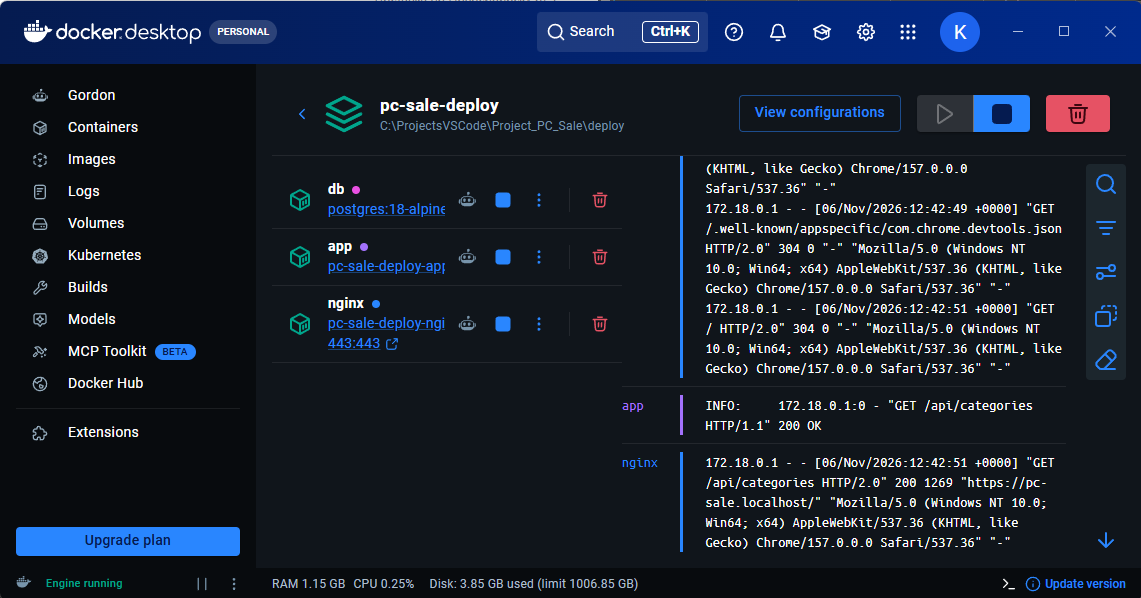 docker.desktop PERSONAL
Search Ctrl+K
K
Gordon
Containers
Images
Logs
Volumes
Kubernetes
Builds
Models
MCP Toolkit BETA
Docker Hub
Extensions
Upgrade plan
pc-sale-deploy
C:\ProjectsVSCode\Project_PC_Sale\deploy
View configurations
db
postgres:18-alpine
app
pc-sale-deploy-app
nginx
pc-sale-deploy-ngi
443:443
(KHTML, like Gecko) Chrome/157.0.0.0
Safari/537.36" "-"
172.18.0.1 - - [06/Nov/2026:12:42:49 +0000] "GET
/.well-known/appspecific/com.chrome.devtools.json
HTTP/2.0" 304 0 "-" "Mozilla/5.0 (Windows NT
10.0; Win64; x64) AppleWebKit/537.36 (KHTML, like
Gecko) Chrome/157.0.0.0 Safari/537.36" "-"
172.18.0.1 - - [06/Nov/2026:12:42:51 +0000] "GET
/ HTTP/2.0" 304 0 "-" "Mozilla/5.0 (Windows NT
10.0; Win64; x64) AppleWebKit/537.36 (KHTML, like
Gecko) Chrome/157.0.0.0 Safari/537.36" "-"
app
INFO:     172.18.0.1:0 - "GET /api/categories
HTTP/1.1" 200 OK
nginx
172.18.0.1 - - [06/Nov/2026:12:42:51 +0000] "GET
/api/categories HTTP/2.0" 200 1269 "https://pc-
sale.localhost/" "Mozilla/5.0 (Windows NT 10.0;
Win64; x64) AppleWebKit/537.36 (KHTML, like
Gecko) Chrome/157.0.0.0 Safari/537.36" "-"
Engine running
RAM 1.15 GB CPU 0.25% Disk: 3.85 GB used (limit 1006.85 GB)
Update version